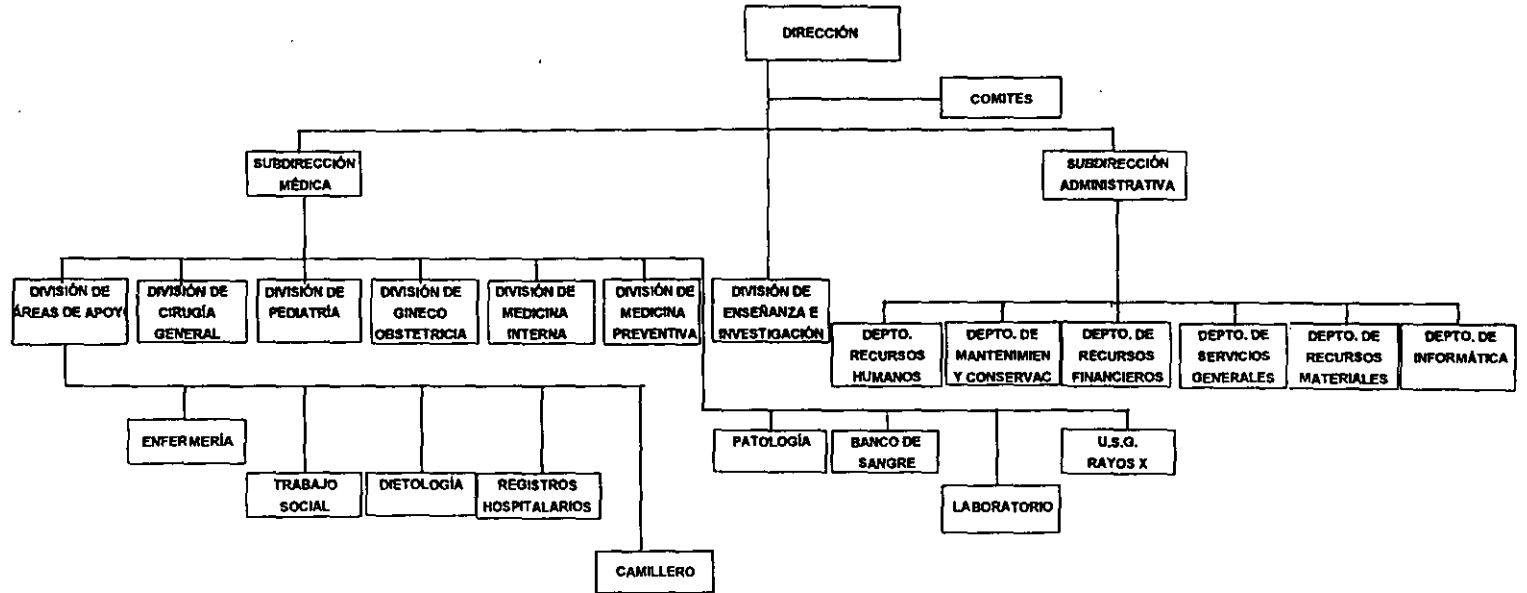 DIRECCIÓN
COMITES
SUBDIRECCIÓN
MÉDICA
SUBDIRECCIÓN
ADMINISTRATIVA
DIVISIÓN DE
ÁREAS DE APOYO
DIVISIÓN DE
CIRUGÍA
GENERAL
DIVISIÓN DE
PEDIATRÍA
DIVISIÓN DE
GINECO
OBSTETRICIA
DIVISIÓN DE
MEDICINA
INTERNA
DIVISIÓN DE
MEDICINA
PREVENTIVA
DIVISIÓN DE
ENSEÑANZA E
INVESTIGACIÓN
DEPTO.
RECURSOS
HUMANOS
DEPTO. DE
MANTENIMIEN
Y CONSERVAC
DEPTO. DE
RECURSOS
FINANCIEROS
DEPTO. DE
SERVICIOS
GENERALES
DEPTO. DE
RECURSOS
MATERIALES
DEPTO. DE
INFORMÁTICA
ENFERMERÍA
TRABAJO
SOCIAL
DIETOLOGÍA
REGISTROS
HOSPITALARIOS
CAMILLERO
PATOLOGÍA
BANCO DE
SANGRE
LABORATORIO
U.S.G.
RAYOS X